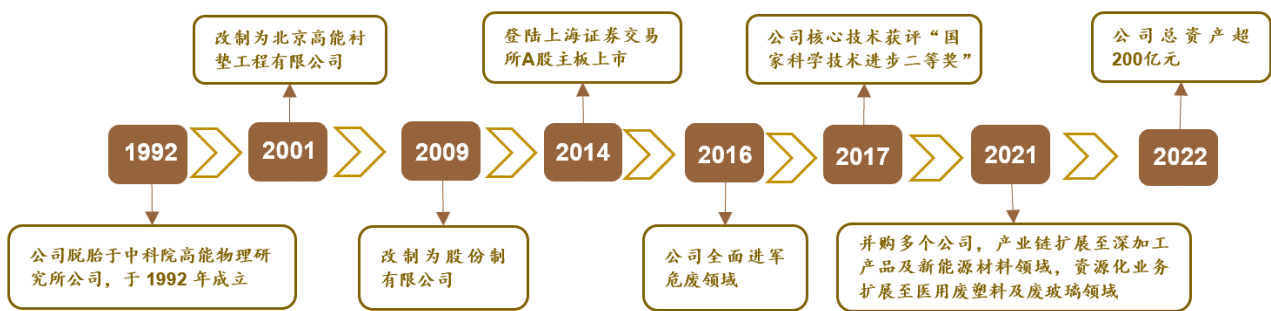 改制为北京高能衬
垫工程有限公司
登陆上海证券交易
所A股主板上市
公司核心技术获评“国
家科学技术进步二等奖”
公司总资产超
200亿元
1992
2001
2009
2014
2016
2017
2021
2022
公司脱胎于中科院高能物理研
究所公司，于 1992 年成立
改制为股份制
有限公司
公司全面进军
危废领域
并购多个公司，产业链扩展至深加工
产品及新能源材料领域，资源化业务
扩展至医用废塑料及废玻璃领域